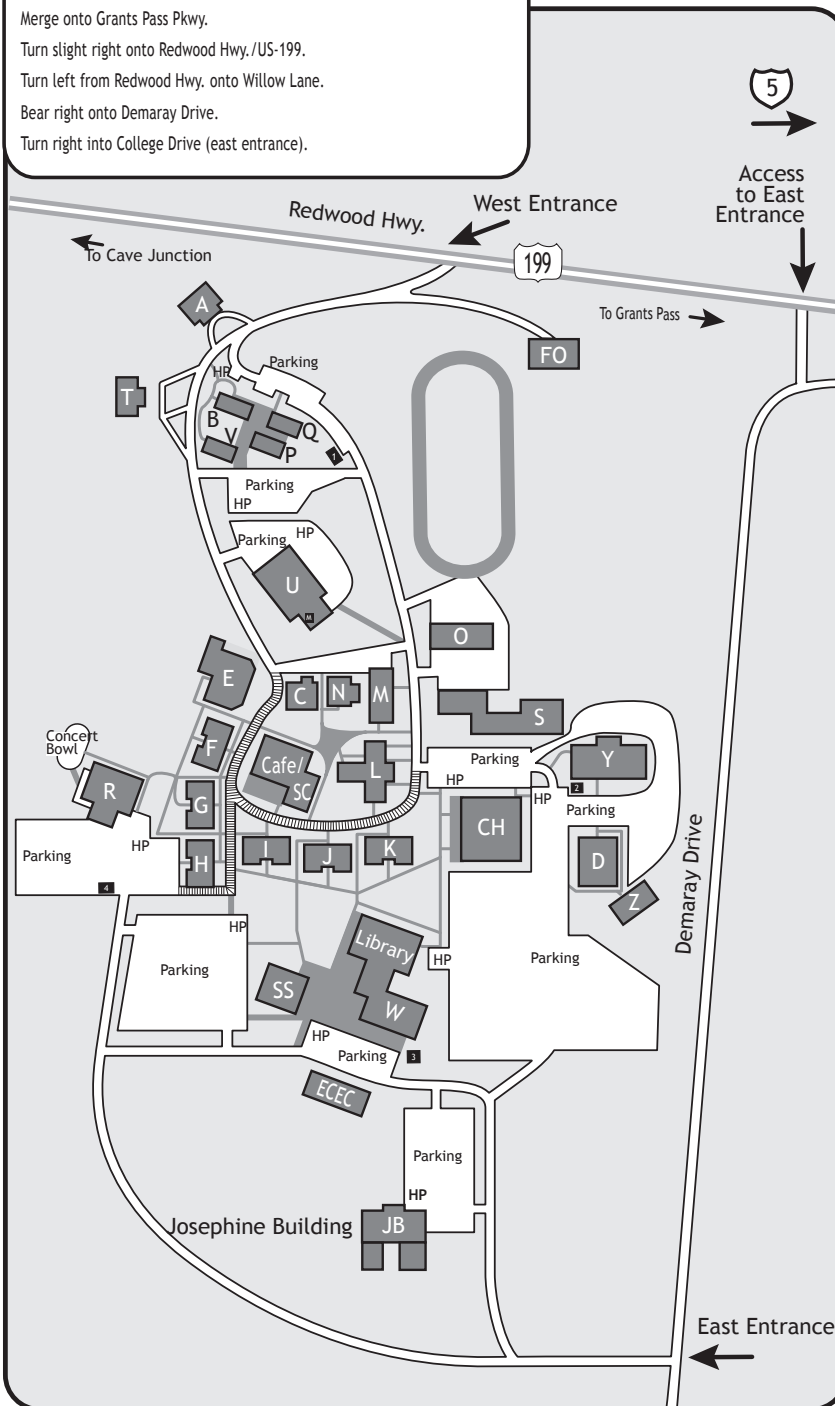 Merge onto Grants Pass Pkwy.
Turn slight right onto Redwood Hwy./US-199.
Turn left from Redwood Hwy. onto Willow Lane.
Bear right onto Demaray Drive.
Turn right into College Drive (east entrance).
5
Access
to East
Entrance
West Entrance
Redwood Hwy.
199
To Cave Junction
To Grants Pass
A
FO
Parking
HP
T
B
Q
V
P
1
Parking
HP
Parking
HP
U
M
O
E
C
N
M
S
Concert
Bowl
F
Cafe/
SC
L
Parking
HP
Y
2
R
G
HP
Parking
CH
HP
Parking
H
I
J
K
D
4
Z
Demaray Drive
HP
Library
Parking
HP
Parking
SS
W
HP
Parking
3
ECEC
Parking
HP
Josephine Building
JB
East Entrance